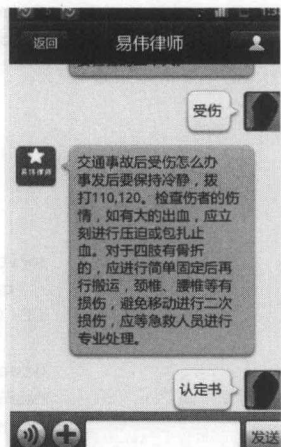 返回
易伟律师
受伤
易伟律师
交通事故后受伤怎么办
事发后要保持冷静，拨
打110,120。检查伤者的伤
情，如有大的出血，应立
刻进行压迫或包扎止
血。对于四肢有骨折
的，应进行简单固定后再
行搬运，颈椎、腰椎等有
损伤，避免移动进行二次
损伤，应等急救人员进行
专业处理。
认定书
发送